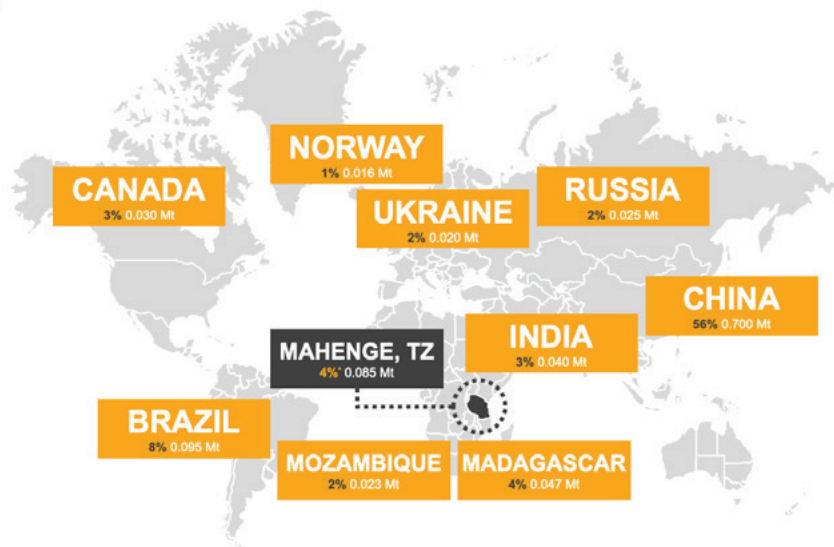 NORWAY
1% 0.016 Mt
CANADA
3% 0.030 Mt
RUSSIA
2% 0.025 Mt
UKRAINE
2% 0.020 Mt
CHINA
56% 0.700 Mt
INDIA
3% 0.040 Mt
MAHENGE, TZ
4%* 0.085 Mt
BRAZIL
8% 0.095 Mt
MOZAMBIQUE
2% 0.023 Mt
MADAGASCAR
4% 0.047 Mt